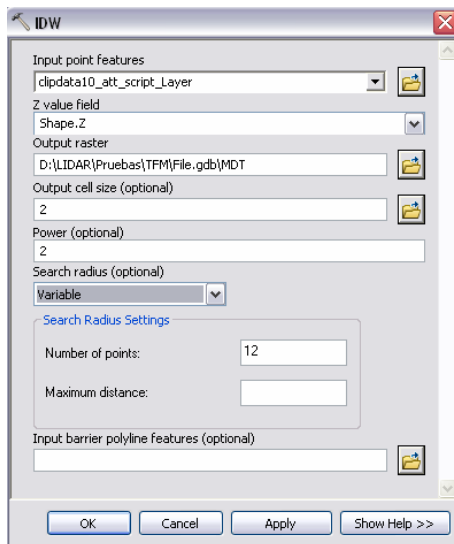 IDW
Input point features
clipdata10_att_script_Layer
Z value field
Shape.Z
Output raster
D:\LIDAR\Pruebas\TFM\File.gdb\MDT
Output cell size (optional)
2
Power (optional)
2
Search radius (optional)
Variable
Search Radius Settings
Number of points: 12
Maximum distance:
Input barrier polyline features (optional)
OK Cancel Apply Show Help >>